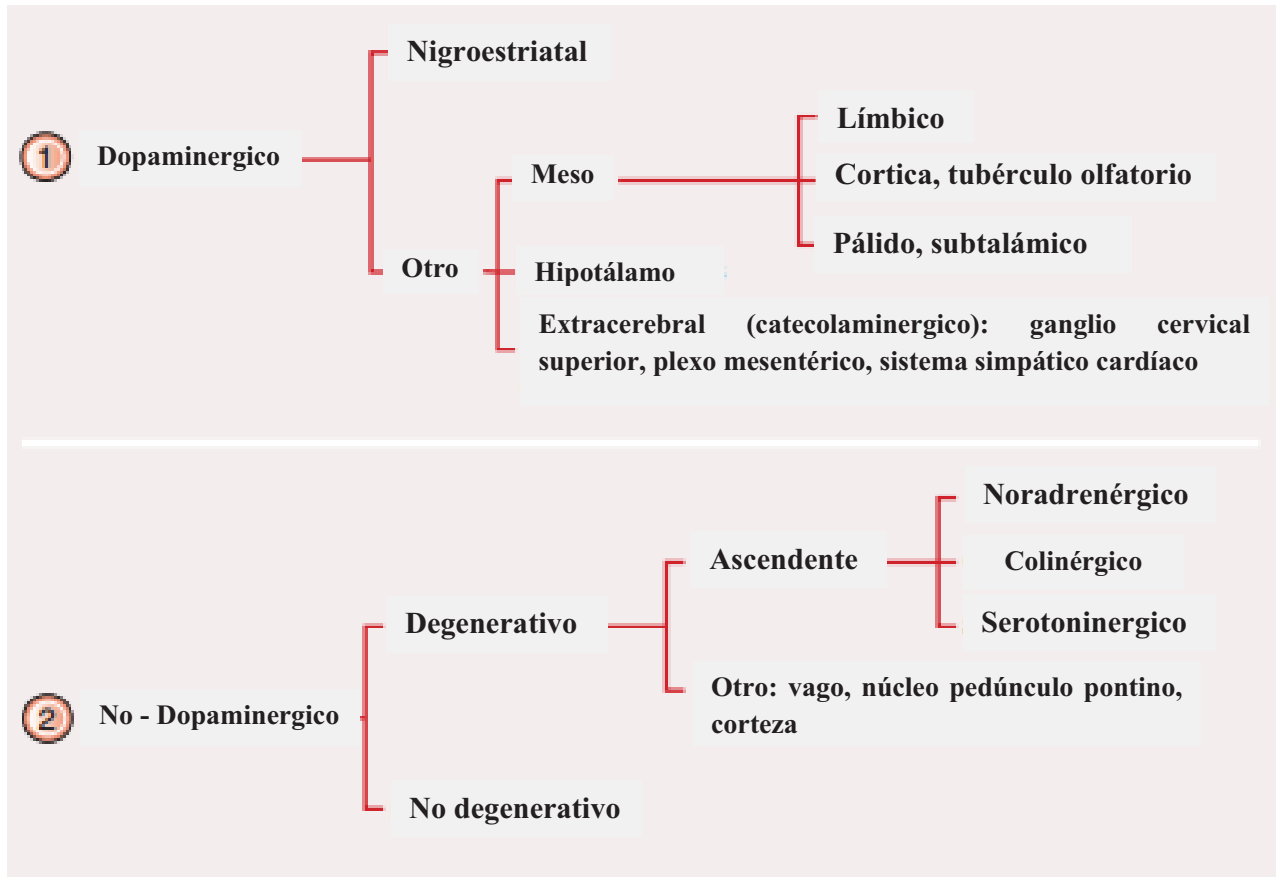 Nigroestriatal
1 Dopaminergico
Límbico
Meso
Cortica, tubérculo olfatorio
Pálido, subtalámico
Otro
Hipotálamo
Extracerebral (catecolaminergico): ganglio cervical
superior, plexo mesentérico, sistema simpático cardíaco
Noradrenérgico
Ascendente
Colinérgico
Degenerativo
Serotoninergico
Otro: vago, núcleo pedúnculo pontino,
corteza
2 No - Dopaminergico
No degenerativo